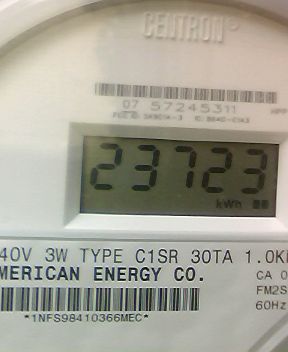 CENTRON®
07 57245311
23723
kWh
40V 3W TYPE C1SR 30TA 1.0K
MERICAN ENERGY CO.
CA 0
FM2S
60Hz
*1NFS98410366MEC*